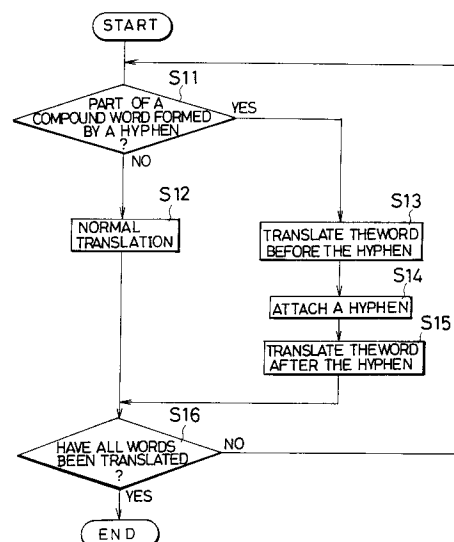 START
S11
PART OF A
COMPOUND WORD FORMED
BY A HYPHEN
?
YES
NO
S12
NORMAL
TRANSLATION
S13
TRANSLATE THEWORD
BEFORE THE HYPHEN
S14
ATTACH A HYPHEN
S15
TRANSLATE THEWORD
AFTER THE HYPHEN
S16
HAVE ALL WORDS
BEEN TRANSLATED
?
NO
YES
END